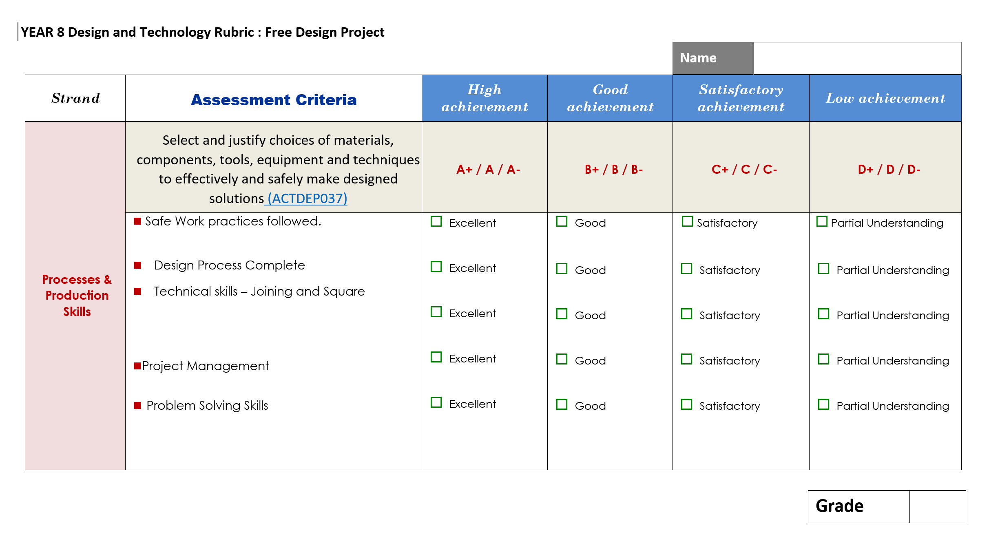 YEAR 8 Design and Technology Rubric : Free Design Project
Name
Strand
Assessment Criteria
High
achievement
Good
achievement
Satisfactory
achievement
Low achievement
Processes &
Production
Skills
Select and justify choices of materials,
components, tools, equipment and techniques
to effectively and safely make designed
solutions (ACTDEP037)
A+ / A / A-
B+ / B / B-
C+ / C / C-
D+ / D / D-
Safe Work practices followed.
Design Process Complete
Technical skills – Joining and Square
Project Management
Problem Solving Skills
Excellent
Excellent
Excellent
Excellent
Excellent
Good
Good
Good
Good
Good
Satisfactory
Satisfactory
Satisfactory
Satisfactory
Satisfactory
Partial Understanding
Partial Understanding
Partial Understanding
Partial Understanding
Partial Understanding
Grade